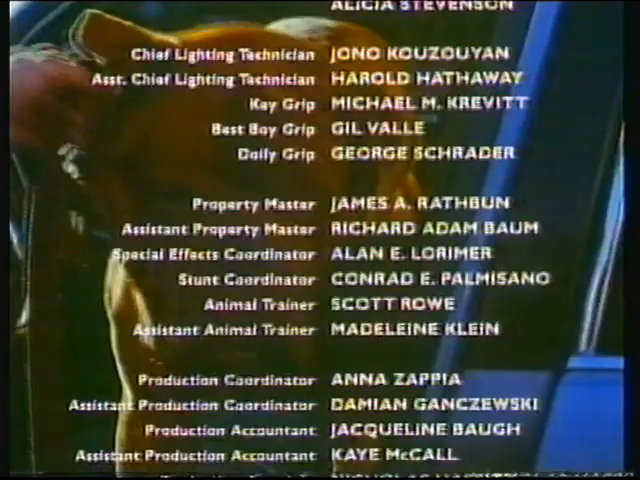 ALICIA STEVENSON
Chief Lighting Technician JONO KOUZOUYAN
Asst. Chief Lighting Technician HAROLD HATHAWAY
Key Grip MICHAEL M. KREVITT
Best Boy Grip GIL VALLE
Dolly Grip GEORGE SCHRADER
Property Master JAMES A. RATHBUN
Assistant Property Master RICHARD ADAM BAUM
Special Effects Coordinator ALAN E. LORIMER
Stunt Coordinator CONRAD E. PALMISANO
Animal Trainer SCOTT ROWE
Assistant Animal Trainer MADELEINE KLEIN
Production Coordinator ANNA ZAPPIA
Assistant Production Coordinator DAMIAN GANCZEWSKI
Production Accountant JACQUELINE BAUGH
Assistant Production Accountant KAYE McCALL